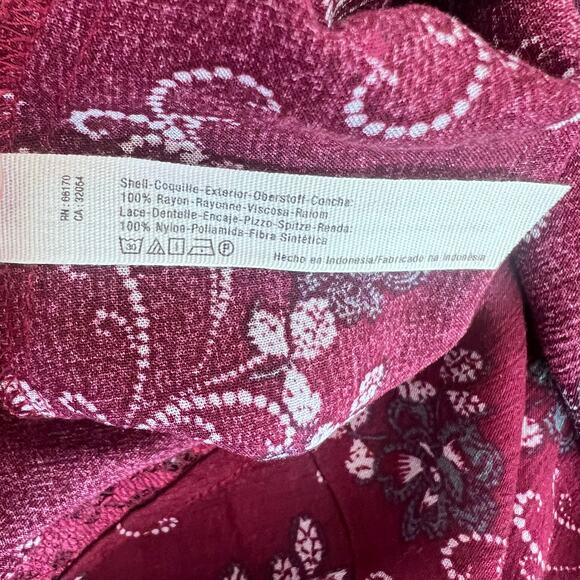 RN : 66170
CA : 32054
Shell-Coquille-Exterior-Oberstoff-Concha:
100% Rayon-Rayonne-Viscosa-Raiom
Lace-Dentelle-Encaje-Pizzo-Spitze-Renda:
100% Nylon-Poliamida-Fibra Sintética
30 P
Hecho en Indonesia/Fabricado na Indonésia